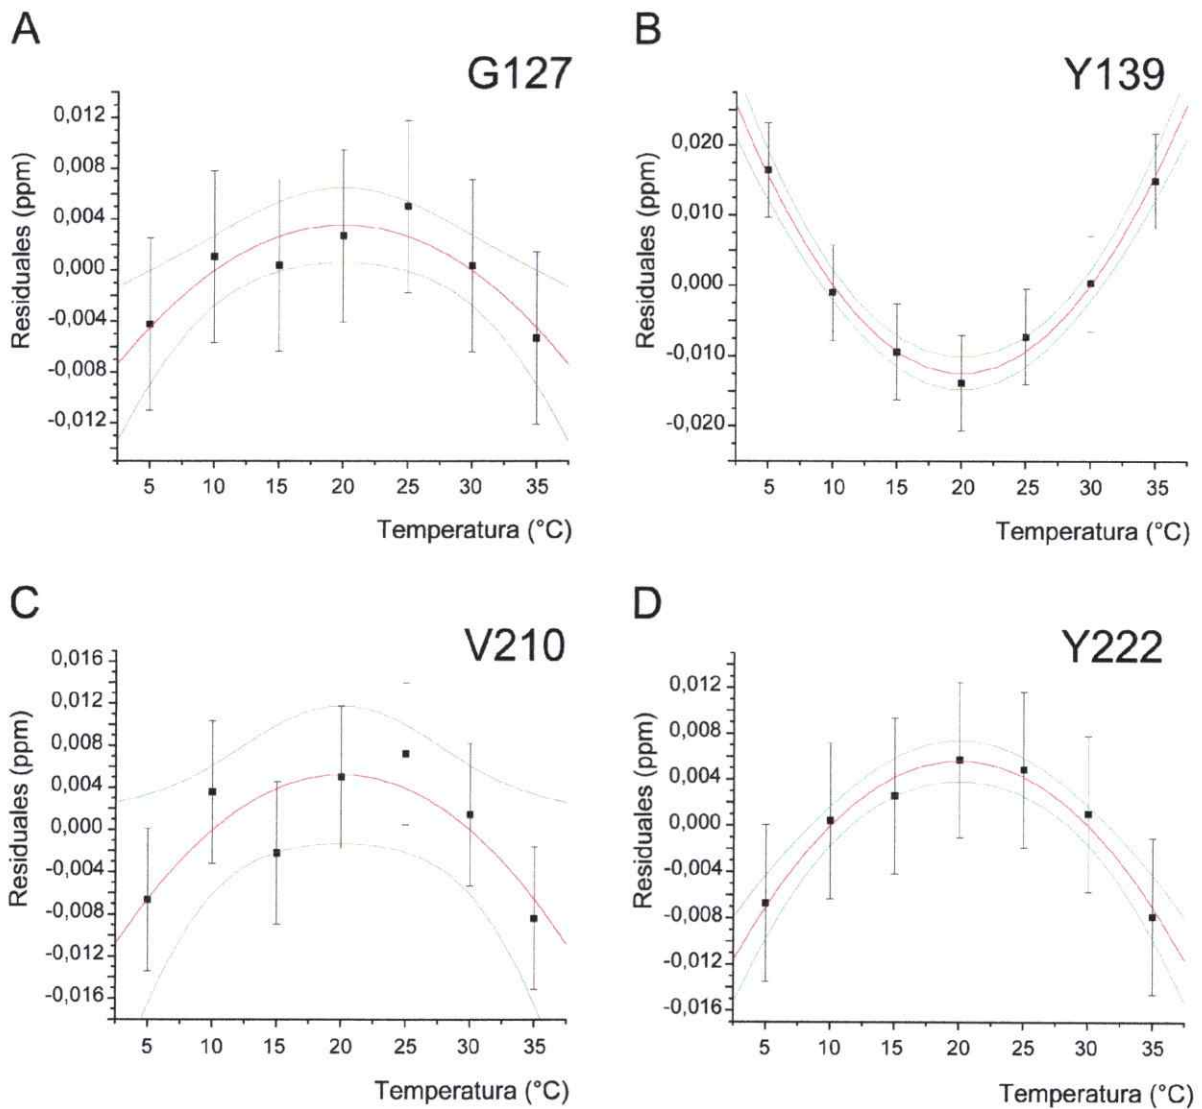 A
G127
0,012
0,008
0,004
0,000
-0,004
-0,008
-0,012
Residuales (ppm)
5 10 15 20 25 30 35
Temperatura (°C)
B
Y139
0,020
0,010
0,000
-0,010
-0,020
Residuales (ppm)
5 10 15 20 25 30 35
Temperatura (°C)
C
V210
0,016
0,012
0,008
0,004
0,000
-0,004
-0,008
-0,012
-0,016
Residuales (ppm)
5 10 15 20 25 30 35
Temperatura (°C)
D
Y222
0,012
0,008
0,004
0,000
-0,004
-0,008
-0,012
-0,016
Residuales (ppm)
5 10 15 20 25 30 35
Temperatura (°C)